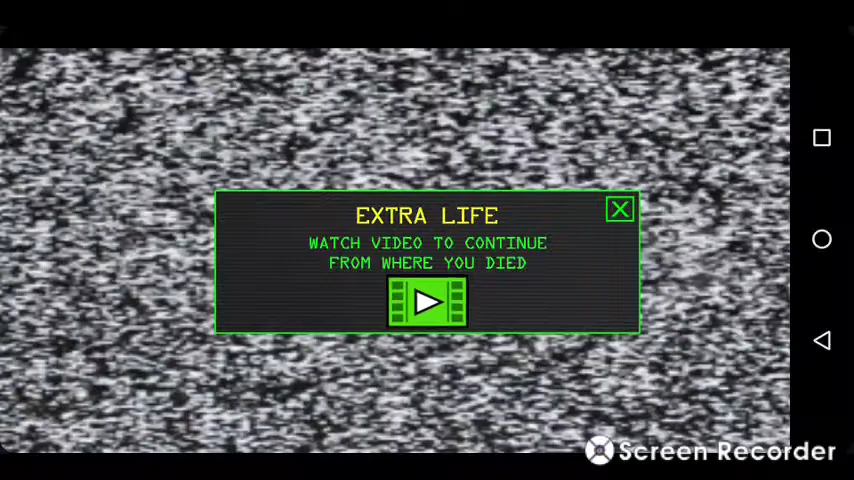 EXTRA LIFE
WATCH VIDEO TO CONTINUE
FROM WHERE YOU DIED
Screen Recorder